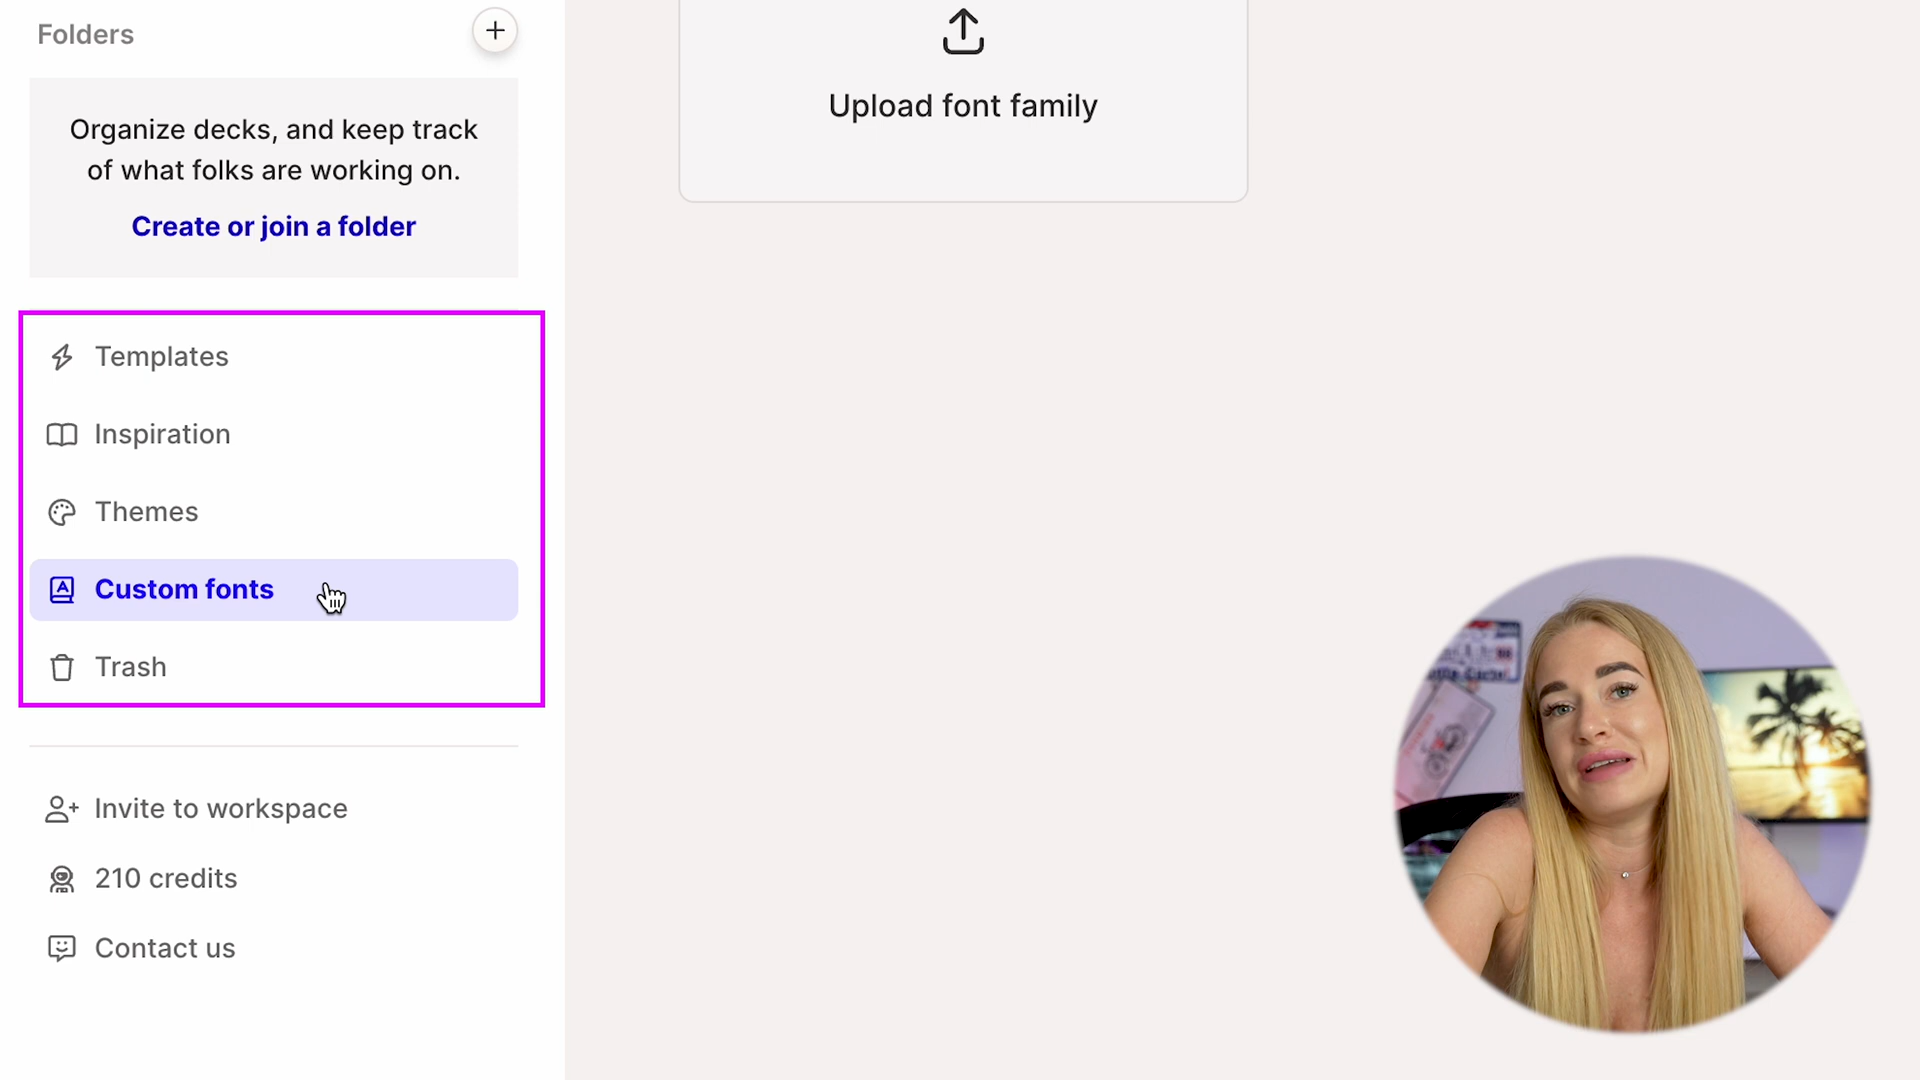 Folders
Organize decks, and keep track
of what folks are working on.
Create or join a folder
Templates
Inspiration
Themes
Custom fonts
Trash
Invite to workspace
210 credits
Contact us
Upload font family